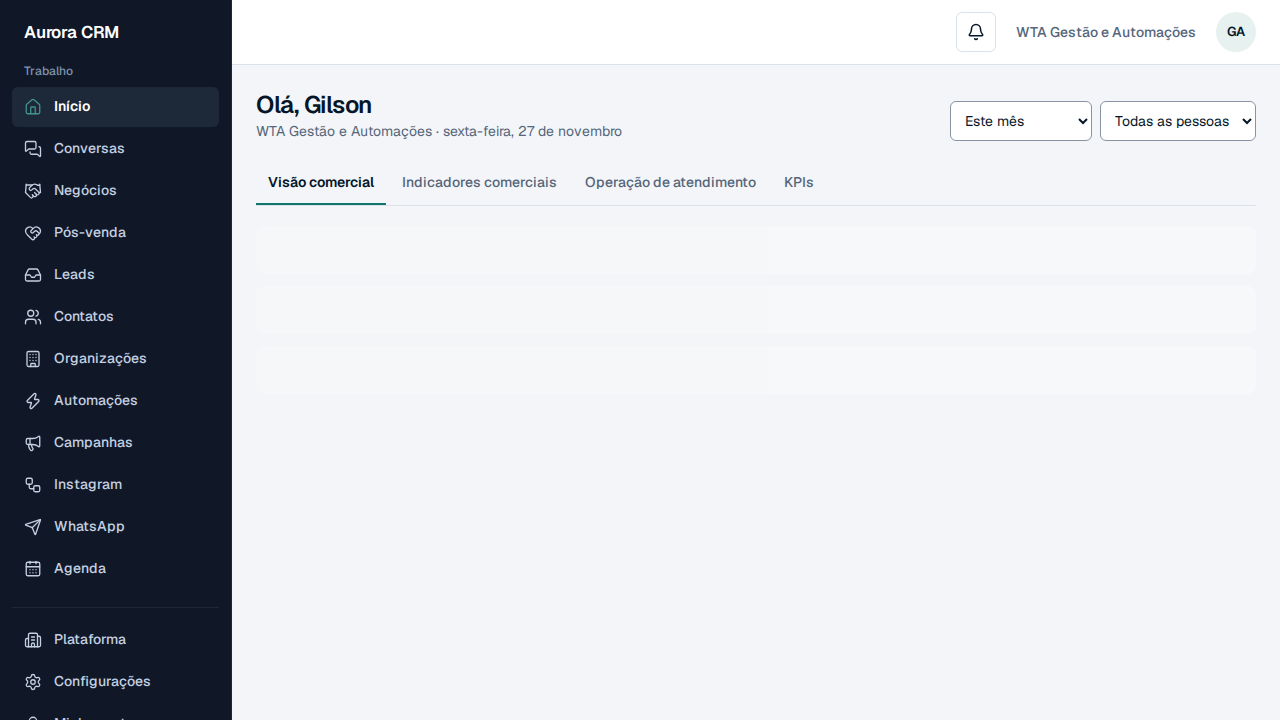 Aurora CRM
Trabalho
Início
Conversas
Negócios
Pós-venda
Leads
Contatos
Organizações
Automações
Campanhas
Instagram
WhatsApp
Agenda
Plataforma
Configurações
WTA Gestão e Automações
GA
Olá, Gilson
WTA Gestão e Automações · sexta-feira, 27 de novembro
Este mês
Todas as pessoas
Visão comercial
Indicadores comerciais
Operação de atendimento
KPIs